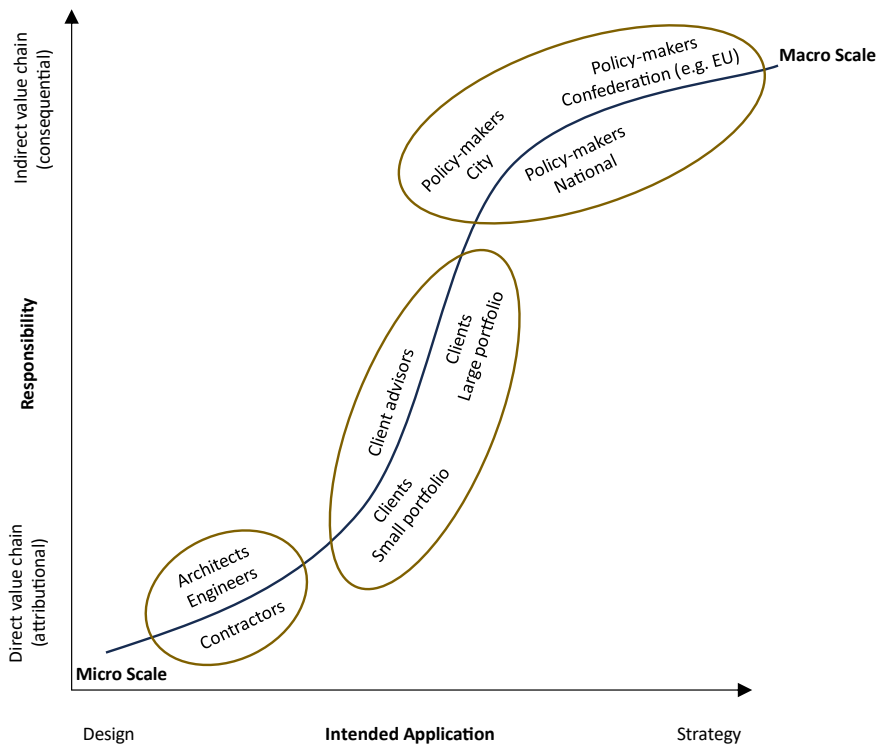 Indirect value chain
(consequential)
Responsibility
Direct value chain
(attributional)
Macro Scale
Policy-makers
Confederation (e.g. EU)
Policy-makers
City
Policy-makers
National
Clients
Large portfolio
Client advisors
Clients
Small portfolio
Architects
Engineers
Contractors
Micro Scale
Design
Intended Application
Strategy